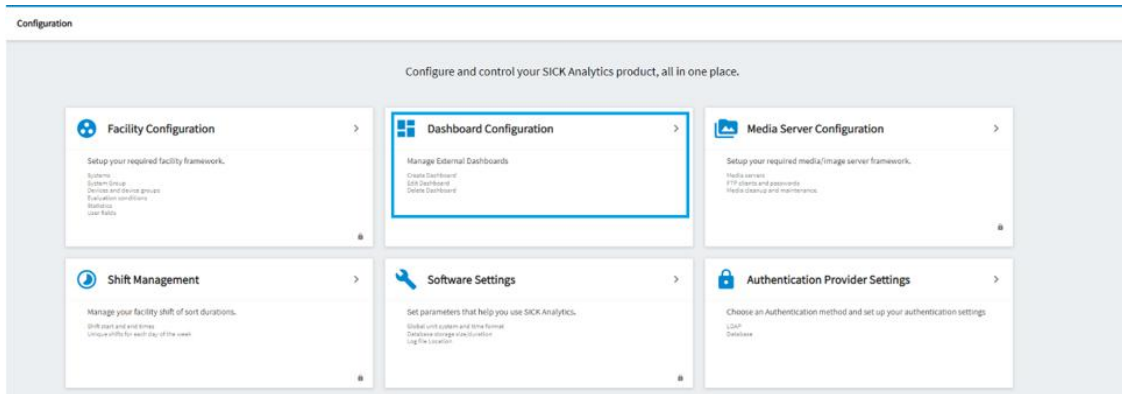 Configuration
Configure and control your SICK Analytics product, all in one place.
Facility Configuration
Setup your required facility framework.
Systems
System Group
Devices and device groups
Evaluation conditions
Statistics
User fields
Dashboard Configuration
Manage External Dashboards
Create Dashboard
Edit Dashboard
Delete Dashboard
Media Server Configuration
Setup your required media/image server framework.
Media servers
FTP clients and passwords
Media cleanup and maintenance
Shift Management
Manage your facility shift of sort durations.
Shift start and end times
Unique shifts for each day of the week
Software Settings
Set parameters that help you use SICK Analytics.
Global unit system and time format
Database storage size/duration
Log File Location
Authentication Provider Settings
Choose an Authentication method and set up your authentication settings
LDAP
Database